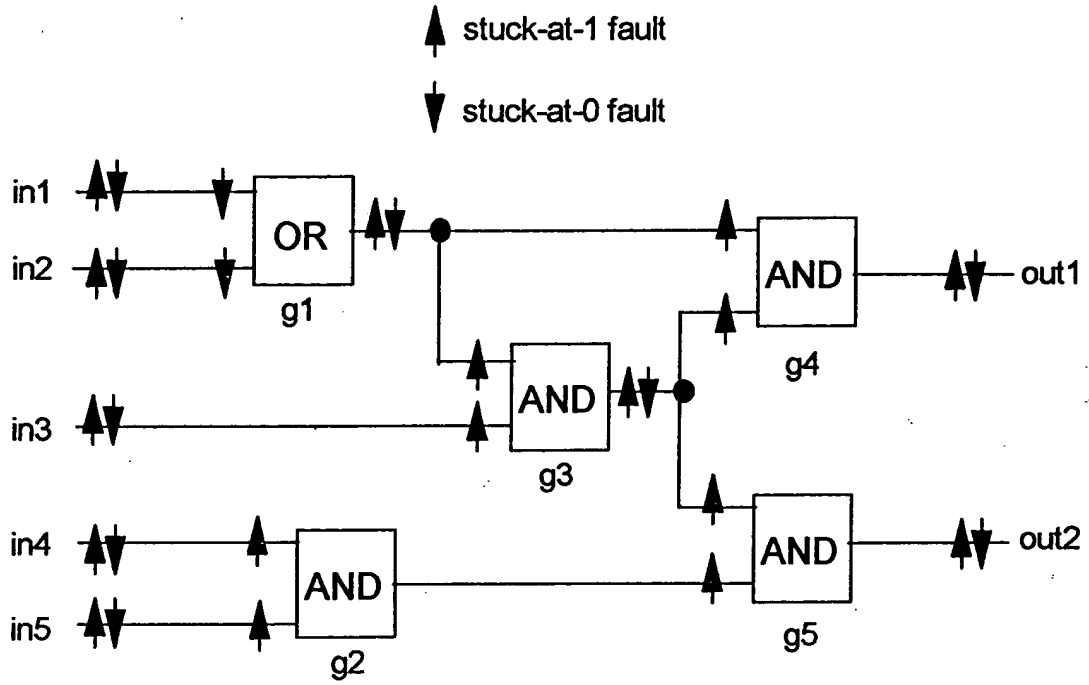 stuck-at-1 fault
stuck-at-0 fault
in1
in2
OR
g1
AND
g4
out1
in3
AND
g3
in4
in5
AND
g2
AND
g5
out2